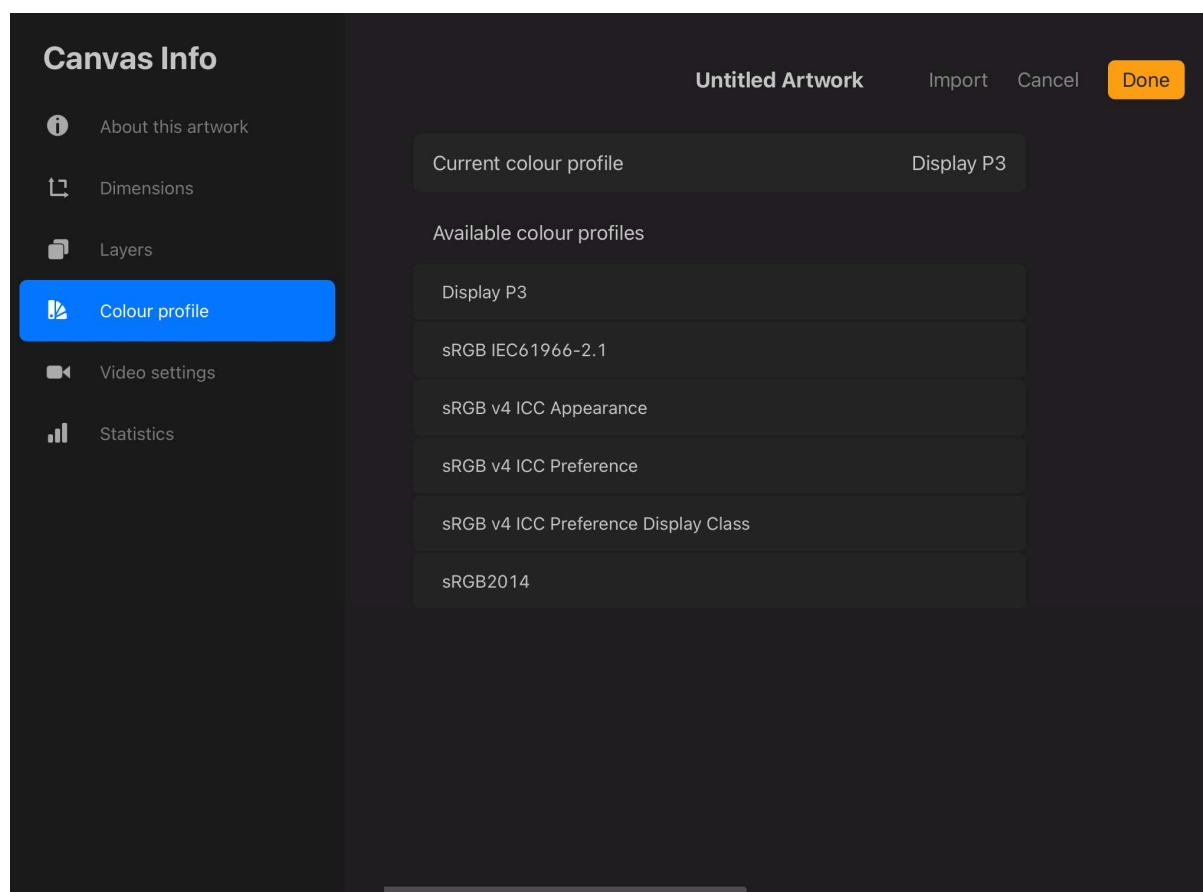 Canvas Info
Untitled Artwork Import Cancel Done
About this artwork
Dimensions
Layers
Colour profile
Video settings
Statistics
Current colour profile Display P3
Available colour profiles
Display P3
sRGB IEC61966-2.1
sRGB v4 ICC Appearance
sRGB v4 ICC Preference
sRGB v4 ICC Preference Display Class
sRGB2014